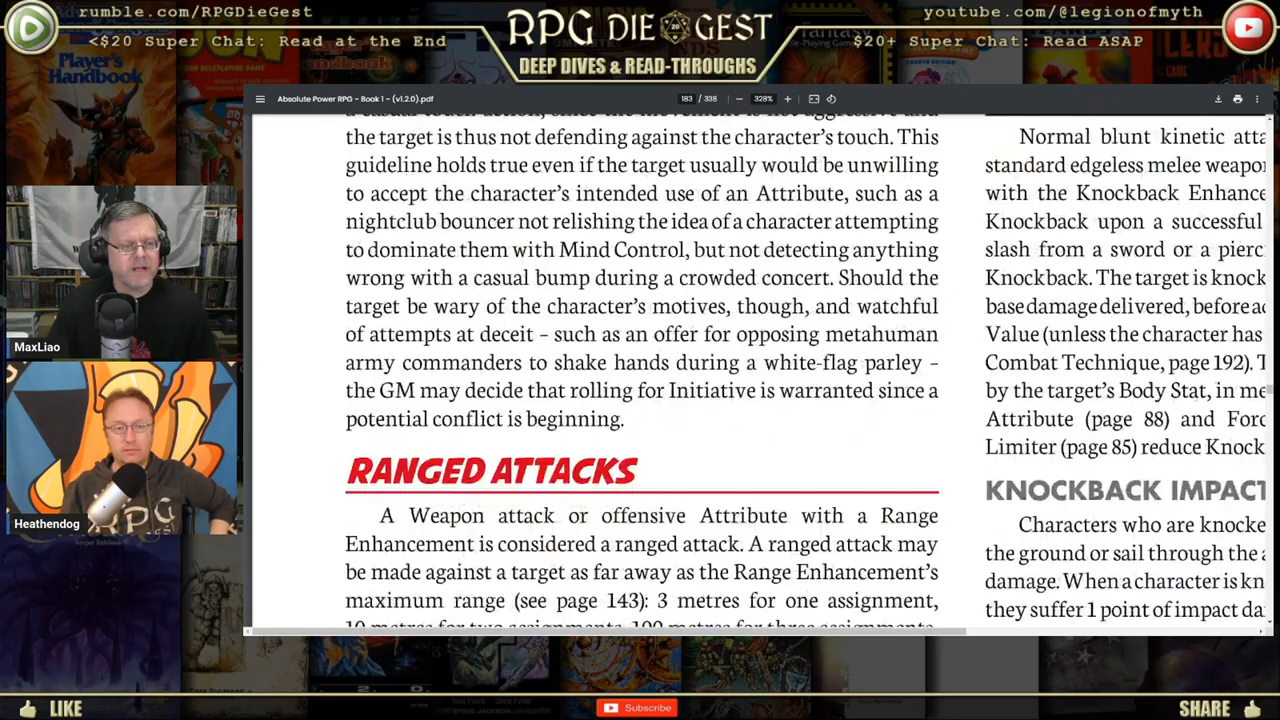 rumble.com/RPGDieGest
<$20 Super Chat: Read at the End
RPG DIE GEST
DEEP DIVES & READ-THROUGHS
youtube.com/@legionofmyth
$20+ Super Chat: Read ASAP
Player's
Handbook
Absolute Power RPG - Book 1 - (v1.2.0).pdf
183 / 338
328%
the target is thus not defending against the character's touch. This
guideline holds true even if the target usually would be unwilling
to accept the character's intended use of an Attribute, such as a
nightclub bouncer not relishing the idea of a character attempting
to dominate them with Mind Control, but not detecting anything
wrong with a casual bump during a crowded concert. Should the
target be wary of the character's motives, though, and watchful
of attempts at deceit – such as an offer for opposing metahuman
army commanders to shake hands during a white-flag parley –
the GM may decide that rolling for Initiative is warranted since a
potential conflict is beginning.
RANGED ATTACKS
A Weapon attack or offensive Attribute with a Range
Enhancement is considered a ranged attack. A ranged attack may
be made against a target as far away as the Range Enhancement's
maximum range (see page 143): 3 metres for one assignment,
10 metres for two assignments, 100 metres for three assignments,
Normal blunt kinetic atta
standard edgeless melee weapo
with the Knockback Enhance
Knockback upon a successful
slash from a sword or a pierc
Knockback. The target is knock
base damage delivered, before a
Value (unless the character has
Combat Technique, page 192). T
by the target's Body Stat, in me
Attribute (page 88) and Forc
Limiter (page 85) reduce Knock
KNOCKBACK IMPACT
Characters who are knocke
the ground or sail through the a
damage. When a character is kn
they suffer 1 point of impact da
MaxLiao
Heathendog
LIKE
Subscribe
SHARE